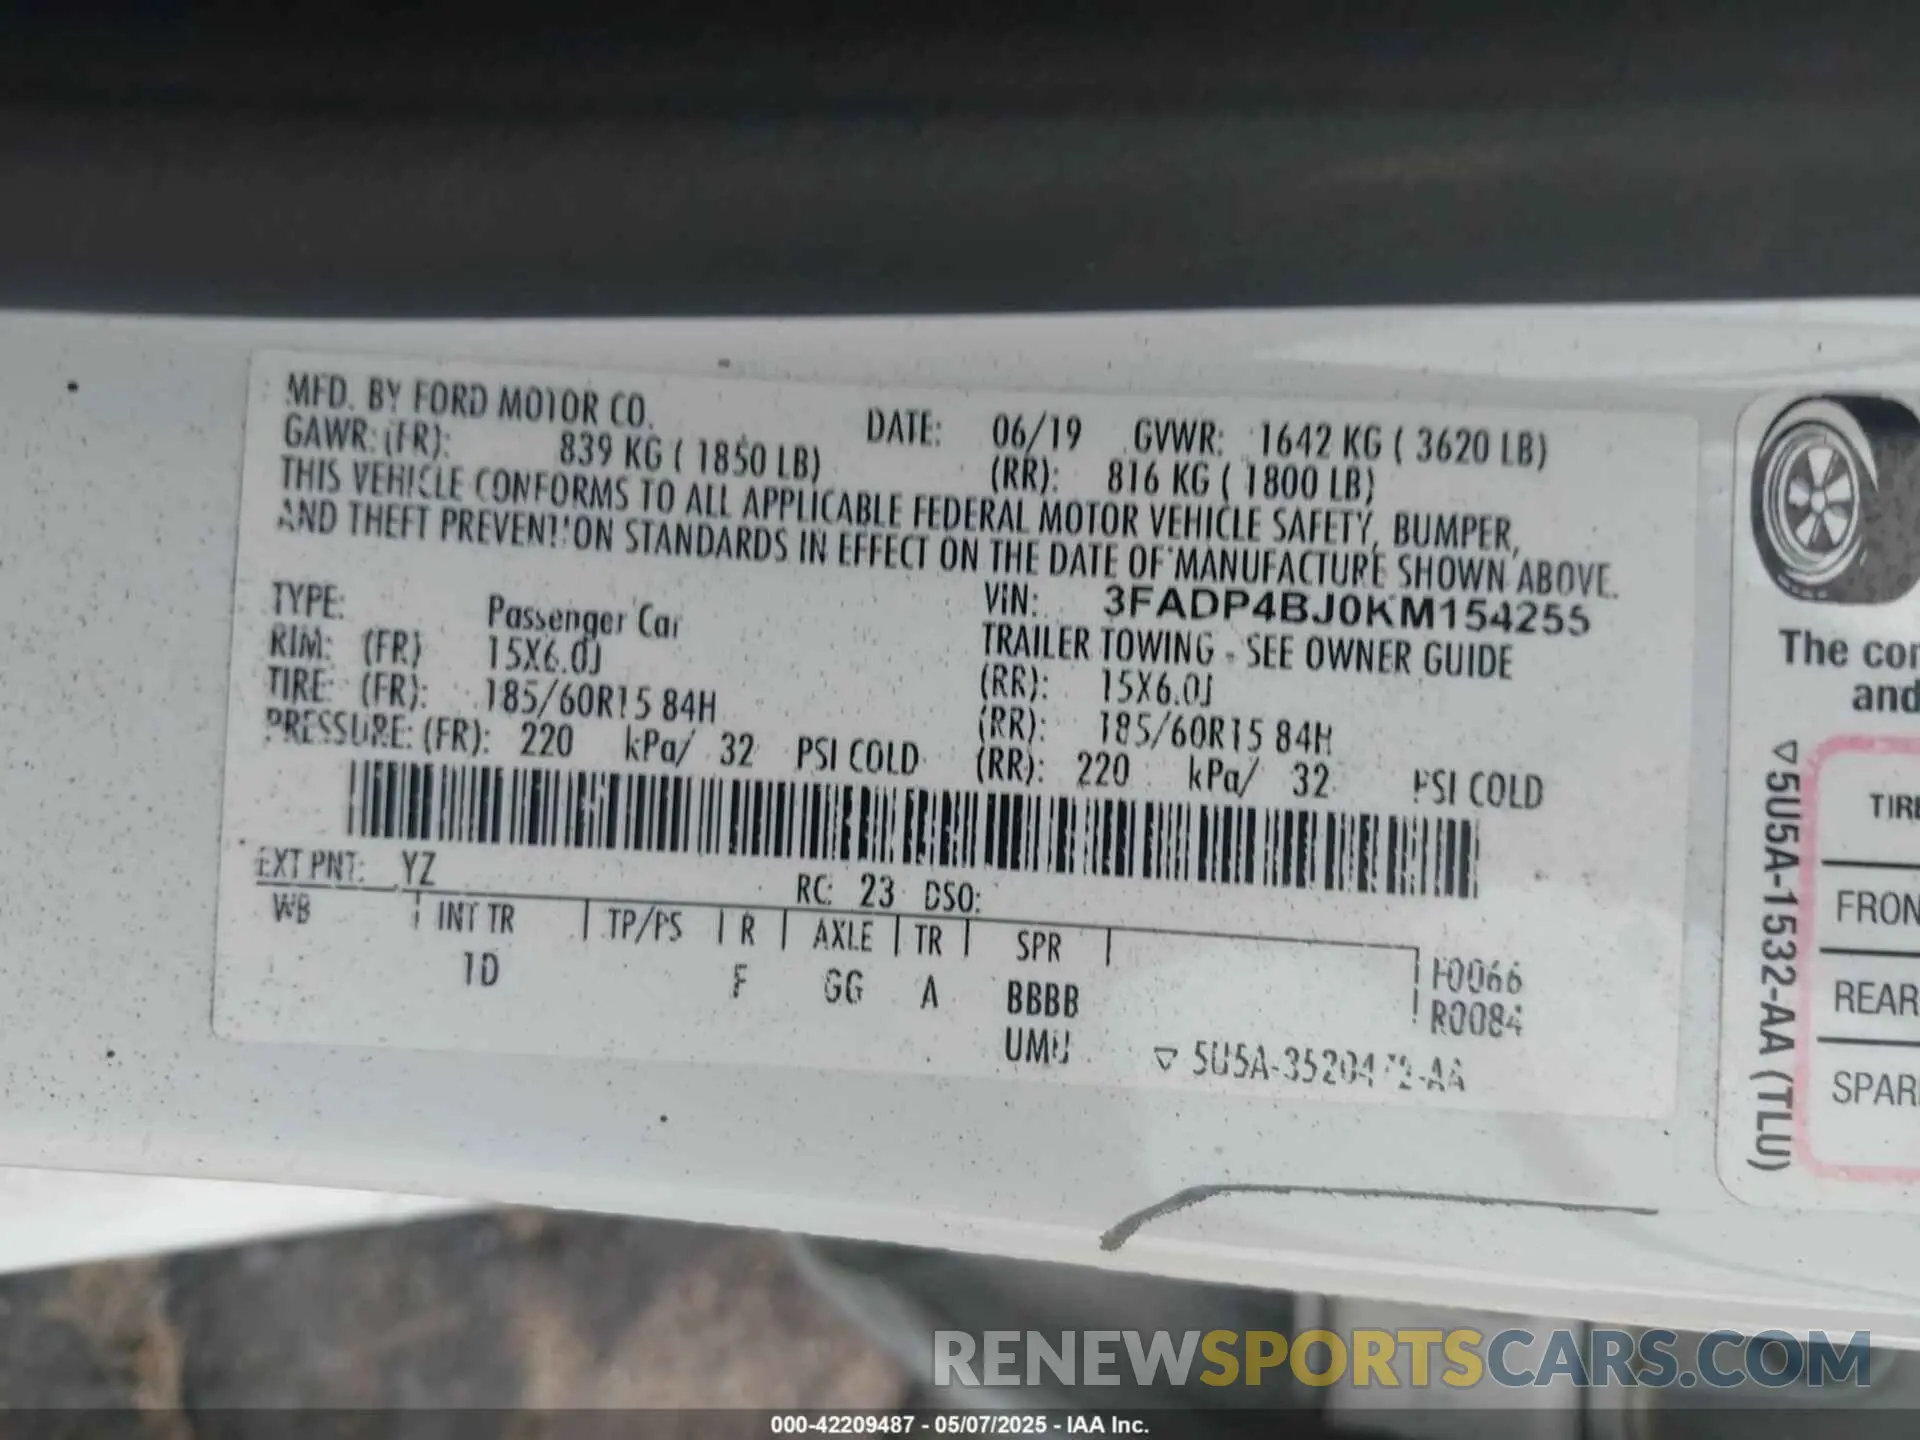 MFD. BY FORD MOTOR CO.
DATE: 06/19 GVWR: 1642 KG ( 3620 LB)
GAWR: (FR): 839 KG ( 1850 LB) (RR): 816 KG ( 1800 LB)
THIS VEHICLE CONFORMS TO ALL APPLICABLE FEDERAL MOTOR VEHICLE SAFETY, BUMPER,
AND THEFT PREVENTION STANDARDS IN EFFECT ON THE DATE OF MANUFACTURE SHOWN ABOVE.
VIN: 3FADP4BJ0KM154255
TYPE: Passenger Car TRAILER TOWING - SEE OWNER GUIDE
RIM: (FR) 15X6.0J (RR): 15X6.0J
TIRE: (FR): 185/60R15 84H (RR): 185/60R15 84H
PRESSURE: (FR): 220 kPa/ 32 PSI COLD (RR): 220 kPa/ 32 PSI COLD
EXT PNT: YZ RC: 23 DSO:
WB | INT TR | TP/PS | R | AXLE | TR | SPR |
1D F GG A BBBB
UMU
F0066
R0084
5U5A-3520472-AA
The con
and
5U5A-1532-AA (TLU)
TIRE
FRON
REAR
SPAR
RENEWSPORTSCARS.COM
000-42209487 - 05/07/2025 - IAA Inc.